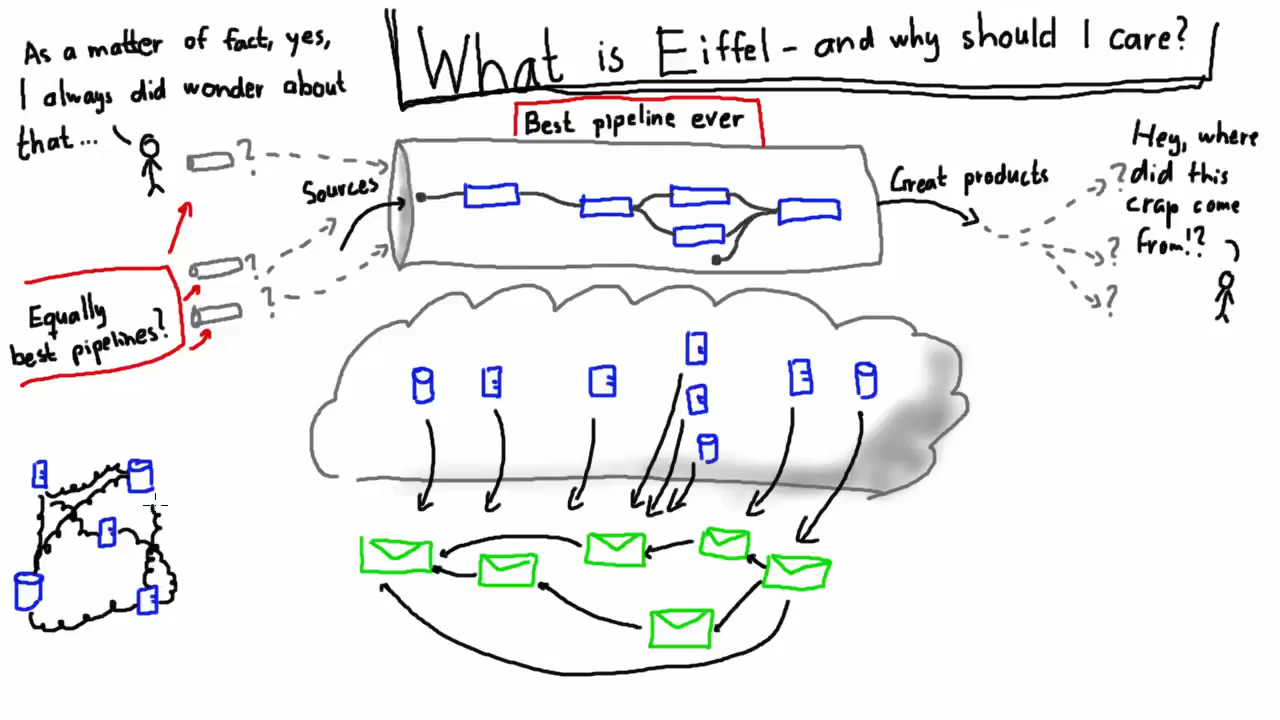 What is Eiffel - and why should I care?
As a matter of fact, yes,
I always did wonder about
that...
?
Best pipeline ever
Sources
Great products
Hey, where
did this
crap come
from!?
?
?
?
?
?
Equally
best pipelines?